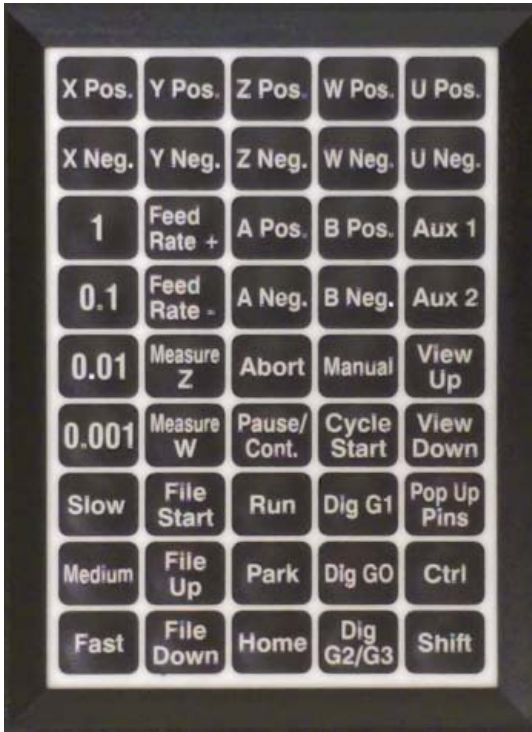 X Pos. Y Pos. Z Pos. W Pos. U Pos.
X Neg. Y Neg. Z Neg. W Neg. U Neg.
1 Feed Rate + A Pos. B Pos. Aux 1
0.1 Feed Rate - A Neg. B Neg. Aux 2
0.01 Measure Z Abort Manual View Up
0.001 Measure W Pause/ Cont. Cycle Start View Down
Slow File Start Run Dig G1 Pop Up Pins
Medium File Up Park Dig GO Ctrl
Fast File Down Home Dig G2/G3 Shift